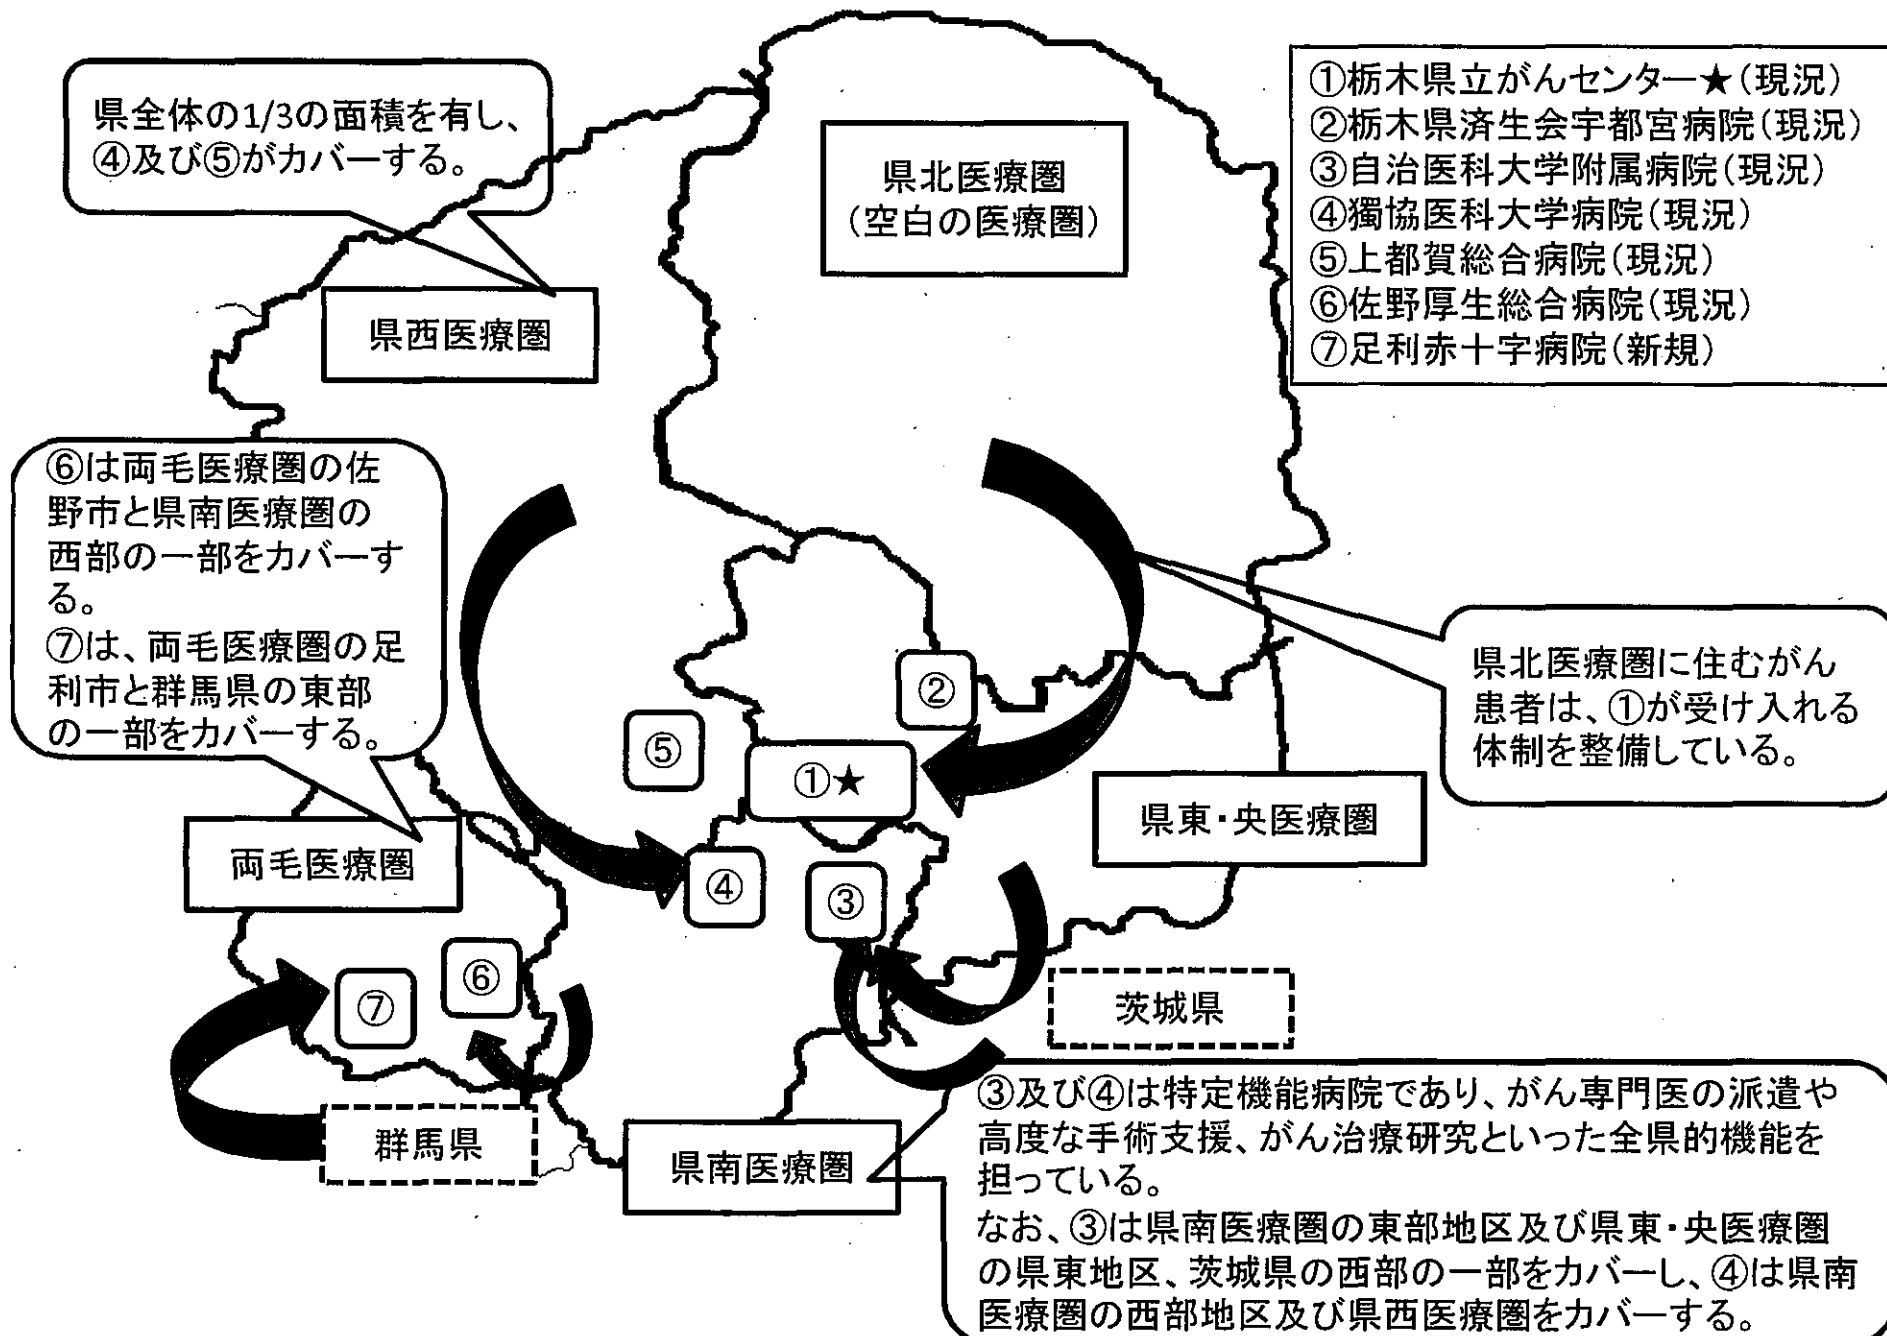 県全体の1/3の面積を有し、
④及び⑤がカバーする。
県北医療圏
(空白の医療圏)
①栃木県立がんセンター★(現況)
②栃木県済生会宇都宮病院(現況)
③自治医科大学附属病院(現況)
④獨協医科大学病院(現況)
⑤上都賀総合病院(現況)
⑥佐野厚生総合病院(現況)
⑦足利赤十字病院(新規)
県西医療圏
⑥は両毛医療圏の佐
野市と県南医療圏の
西部の一部をカバーす
る。
⑦は、両毛医療圏の足
利市と群馬県の東部
の一部をカバーする。
県北医療圏に住むがん
患者は、①が受け入れる
体制を整備している。
②
⑤
①★
県東・央医療圏
両毛医療圏
④
③
⑥
⑦
茨城県
群馬県
県南医療圏
③及び④は特定機能病院であり、がん専門医の派遣や
高度な手術支援、がん治療研究といった全県的機能を
担っている。
なお、③は県南医療圏の東部地区及び県東・央医療圏
の県東地区、茨城県の西部の一部をカバーし、④は県南
医療圏の西部地区及び県西医療圏をカバーする。